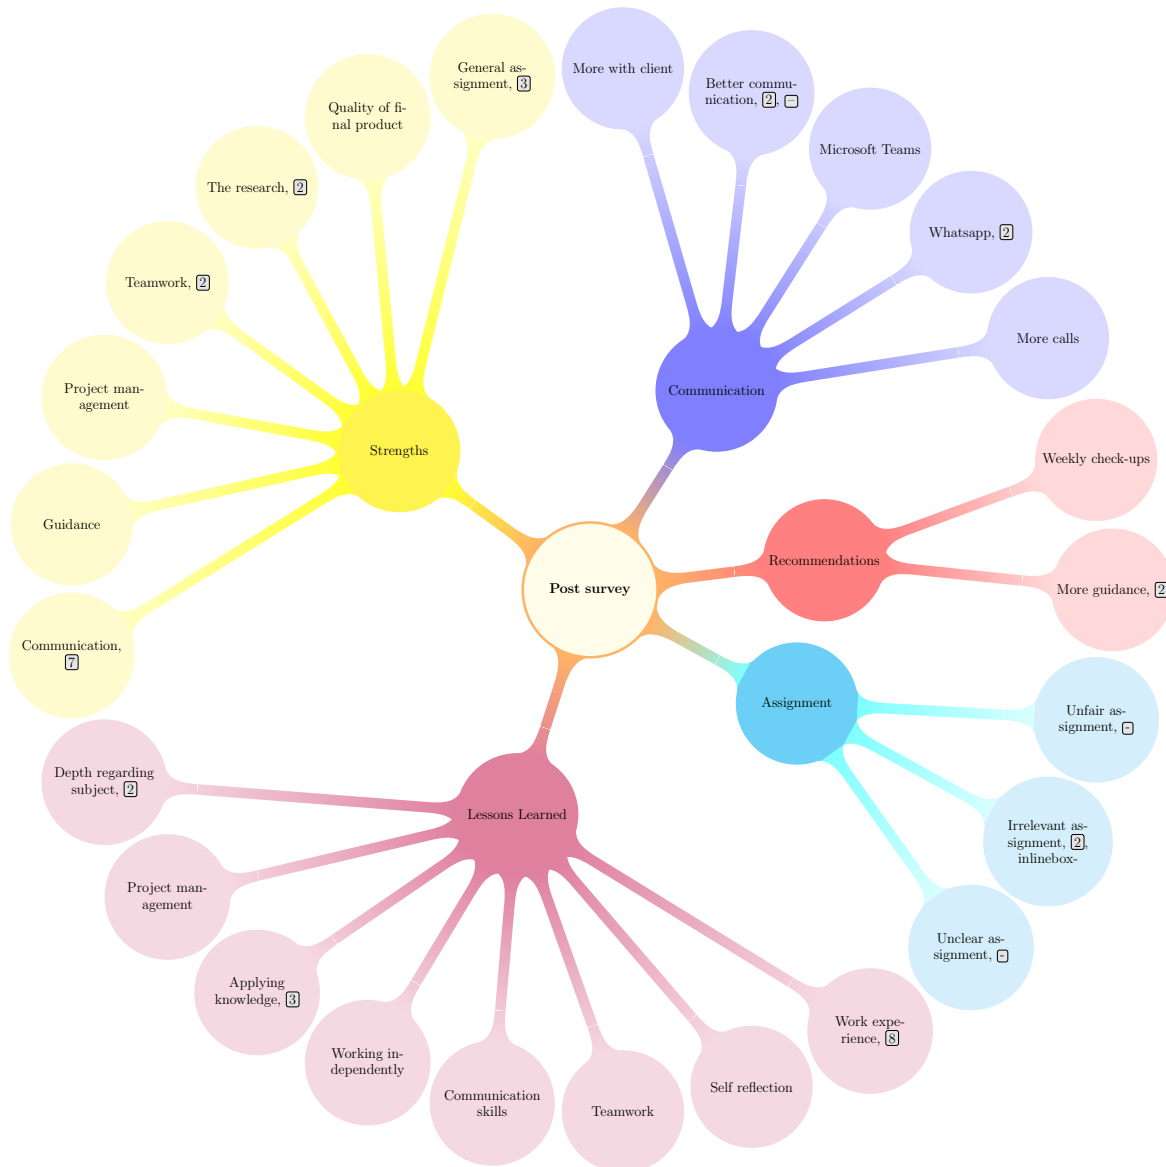 Post survey
Communication
More with client
Better commu-
nication, 2, –
Microsoft Teams
Whatsapp, 2
More calls
Recommendations
Weekly check-ups
More guidance, 2
Assignment
Unfair as-
signment, -
Irrelevant as-
signment, 2,
inlinebox-
Unclear as-
signment, -
Lessons Learned
Work expe-
rience, 8
Self reflection
Teamwork
Communication
skills
Working in-
dependently
Applying
knowledge, 3
Project man-
agement
Depth regarding
subject, 2
Strengths
Communication,
7
Guidance
Project man-
agement
Teamwork, 2
The research, 2
Quality of fi-
nal product
General as-
signment, 3